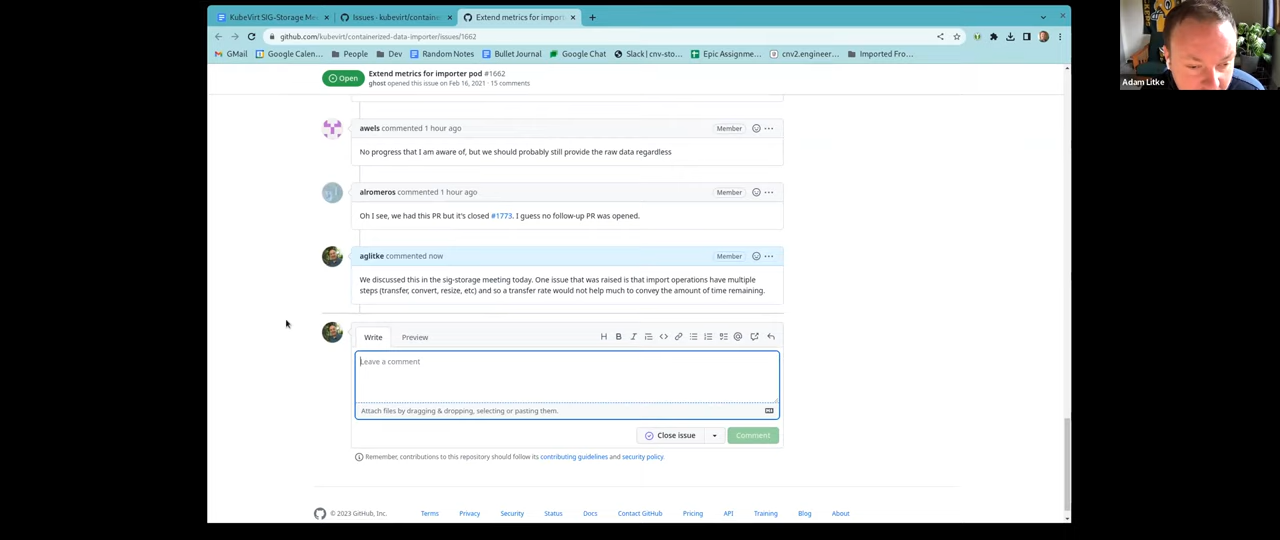 KubeVirt SIG-Storage Me
Issues · kubevirt/container
Extend metrics for import
github.com/kubevirt/containerized-data-importer/issues/1662
GMail
Google Calen...
People
Dev
Random Notes
Bullet Journal
Google Chat
Slack | cnv-sto...
Epic Assignme...
cnv2.engineer...
Imported Fro...
Adam Litke
Open
Extend metrics for importer pod #1662
ghost opened this issue on Feb 16, 2021 · 15 comments
awels commented 1 hour ago
Member
No progress that I am aware of, but we should probably still provide the raw data regardless
alromeros commented 1 hour ago
Member
Oh I see, we had this PR but it's closed #1773. I guess no follow-up PR was opened.
aglitke commented now
Member
We discussed this in the sig-storage meeting today. One issue that was raised is that import operations have multiple
steps (transfer, convert, resize, etc) and so a transfer rate would not help much to convey the amount of time remaining.
Write
Preview
Leave a comment
Attach files by dragging & dropping, selecting or pasting them.
Close issue
Comment
Remember, contributions to this repository should follow its contributing guidelines and security policy.
© 2023 GitHub, Inc.
Terms
Privacy
Security
Status
Docs
Contact GitHub
Pricing
API
Training
Blog
About